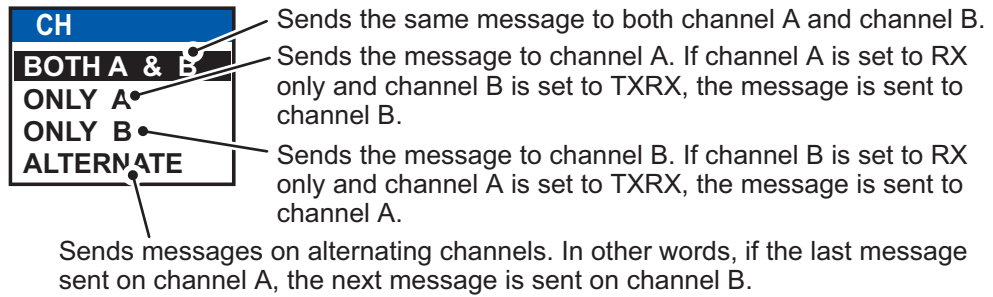 CH
BOTH A & B
ONLY A
ONLY B
ALTERNATE
Sends the same message to both channel A and channel B.
Sends the message to channel A. If channel A is set to RX
only and channel B is set to TXRX, the message is sent to
channel B.
Sends the message to channel B. If channel B is set to RX
only and channel A is set to TXRX, the message is sent to
channel A.
Sends messages on alternating channels. In other words, if the last message
sent on channel A, the next message is sent on channel B.